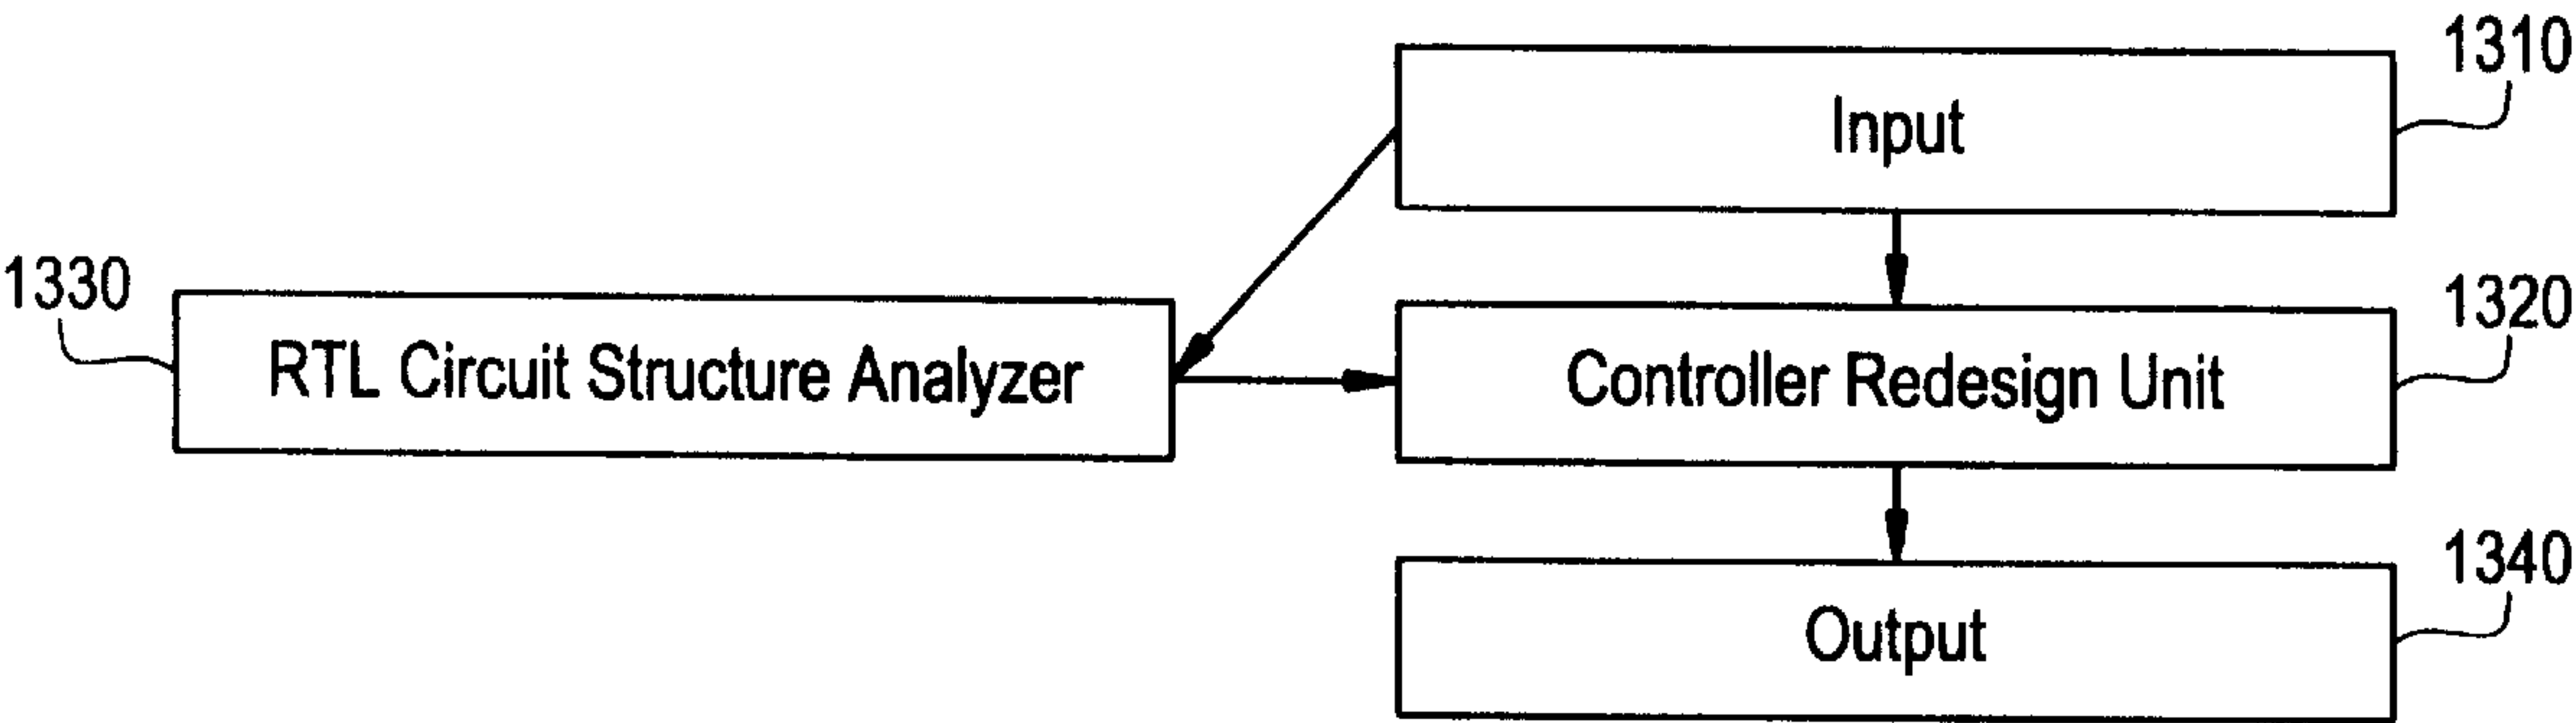 1310
Input
1330
RTL Circuit Structure Analyzer
1320
Controller Redesign Unit
1340
Output